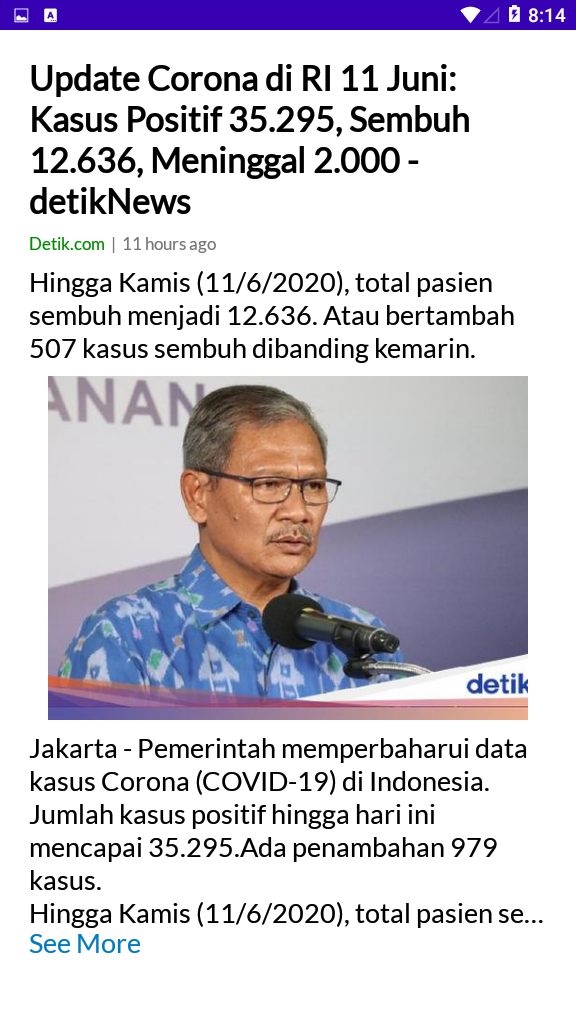 8:14
Update Corona di RI 11 Juni:
Kasus Positif 35.295, Sembuh
12.636, Meninggal 2.000 -
detikNews
Detik.com | 11 hours ago
Hingga Kamis (11/6/2020), total pasien
sembuh menjadi 12.636. Atau bertambah
507 kasus sembuh dibanding kemarin.
ANAN
detik
Jakarta - Pemerintah memperbaharui data
kasus Corona (COVID-19) di Indonesia.
Jumlah kasus positif hingga hari ini
mencapai 35.295.Ada penambahan 979
kasus.
Hingga Kamis (11/6/2020), total pasien se...
See More